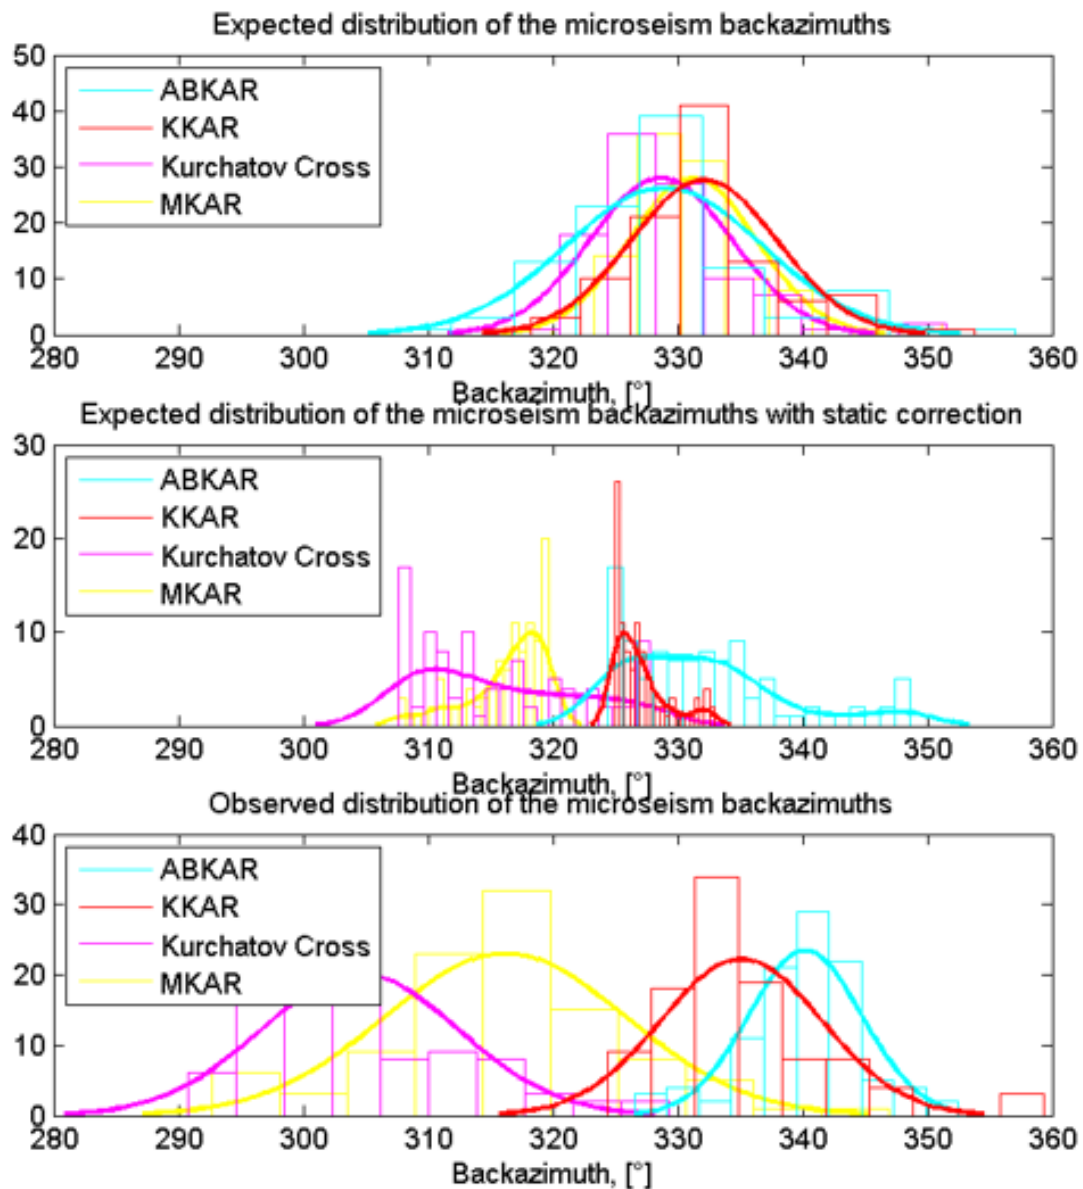 Expected distribution of the microseism backazimuths
50
40
30
20
10
0
ABKAR
KKAR
Kurchatov Cross
MKAR
280 290 300 310 320 330 340 350 360
Backazimuth, [°]
Expected distribution of the microseism backazimuths with static correction
30
20
10
0
ABKAR
KKAR
Kurchatov Cross
MKAR
280 290 300 310 320 330 340 350 360
Backazimuth, [°]
Observed distribution of the microseism backazimuths
40
30
20
10
0
ABKAR
KKAR
Kurchatov Cross
MKAR
280 290 300 310 320 330 340 350 360
Backazimuth, [°]